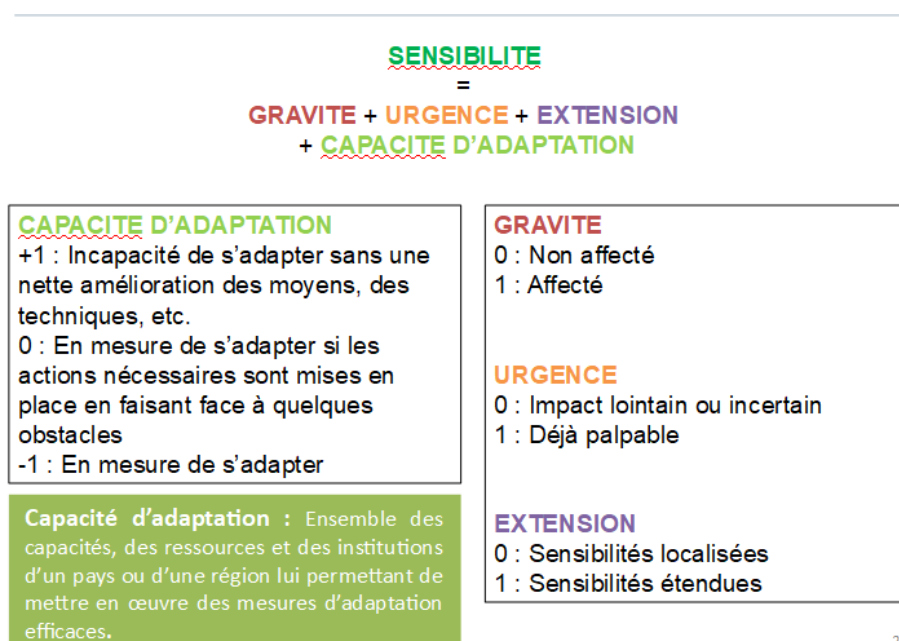 SENSIBILITE
=
GRAVITE + URGENCE + EXTENSION
+ CAPACITE D’ADAPTATION
CAPACITE D’ADAPTATION
+1 : Incapacité de s’adapter sans une
nette amélioration des moyens, des
techniques, etc.
0 : En mesure de s’adapter si les
actions nécessaires sont mises en
place en faisant face à quelques
obstacles
-1 : En mesure de s’adapter
Capacité d’adaptation : Ensemble des
capacités, des ressources et des institutions
d’un pays ou d’une région lui permettant de
mettre en œuvre des mesures d’adaptation
efficaces.
GRAVITE
0 : Non affecté
1 : Affecté
URGENCE
0 : Impact lointain ou incertain
1 : Déjà palpable
EXTENSION
0 : Sensibilités localisées
1 : Sensibilités étendues